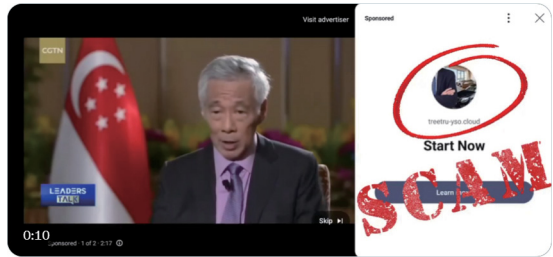 Visit advertiser
CGTN
LEADERS
TALK
Skip
0:10
Sponsored · 1 of 2 · 2:17
Sponsored
treetru-yso.cloud
Start Now
Learn
SCAM